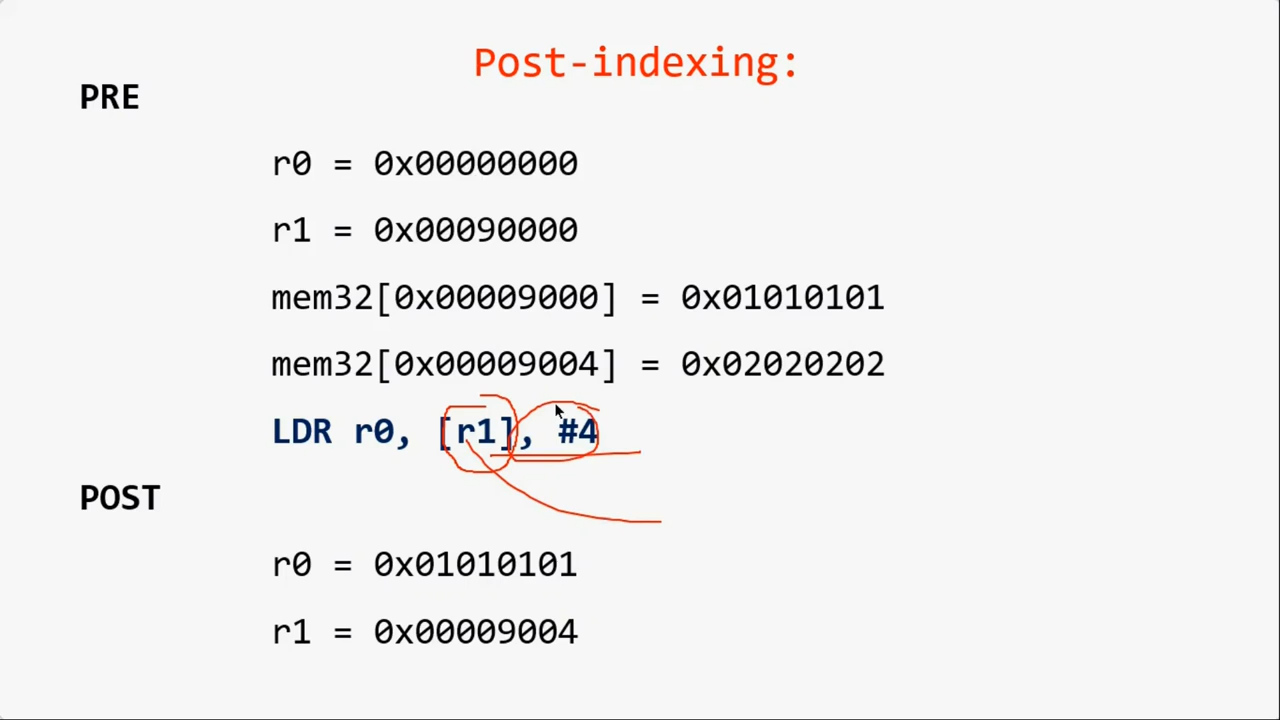 Post-indexing:
PRE
r0 = 0x00000000
r1 = 0x00090000
mem32[0x00009000] = 0x01010101
mem32[0x00009004] = 0x02020202
LDR r0, [r1], #4
POST
r0 = 0x01010101
r1 = 0x00009004